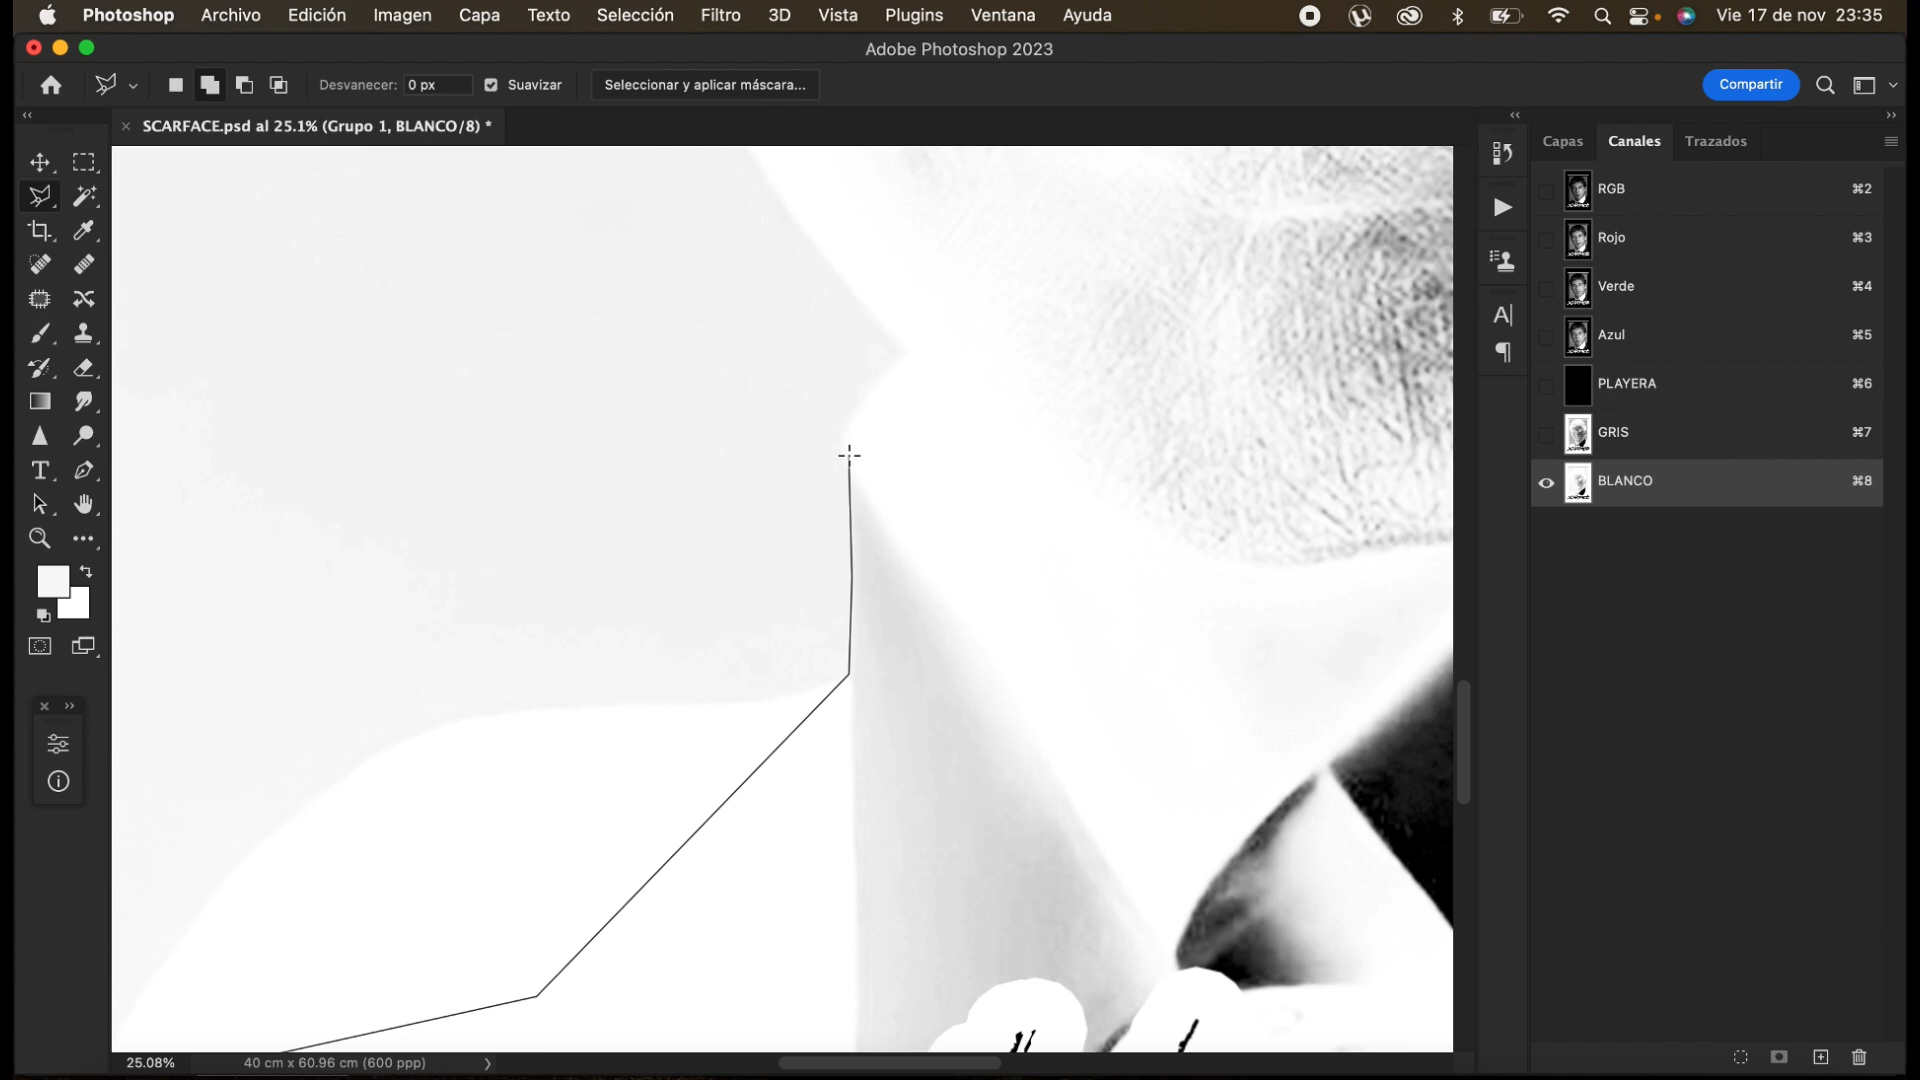 Photoshop Archivo Edición Imagen Capa Texto Selección Filtro 3D Vista Plugins Ventana Ayuda Vie 17 de nov 23:35
Adobe Photoshop 2023
Desvanecer: 0 px Suavizar Seleccionar y aplicar máscara... Compartir
SCARFACE.psd al 25.1% (Grupo 1, BLANCO/8) *
Capas Canales Trazados
RGB ⌘2
Rojo ⌘3
Verde ⌘4
Azul ⌘5
PLAYERA ⌘6
GRIS ⌘7
BLANCO ⌘8
25.08% 40 cm x 60.96 cm (600 ppp)